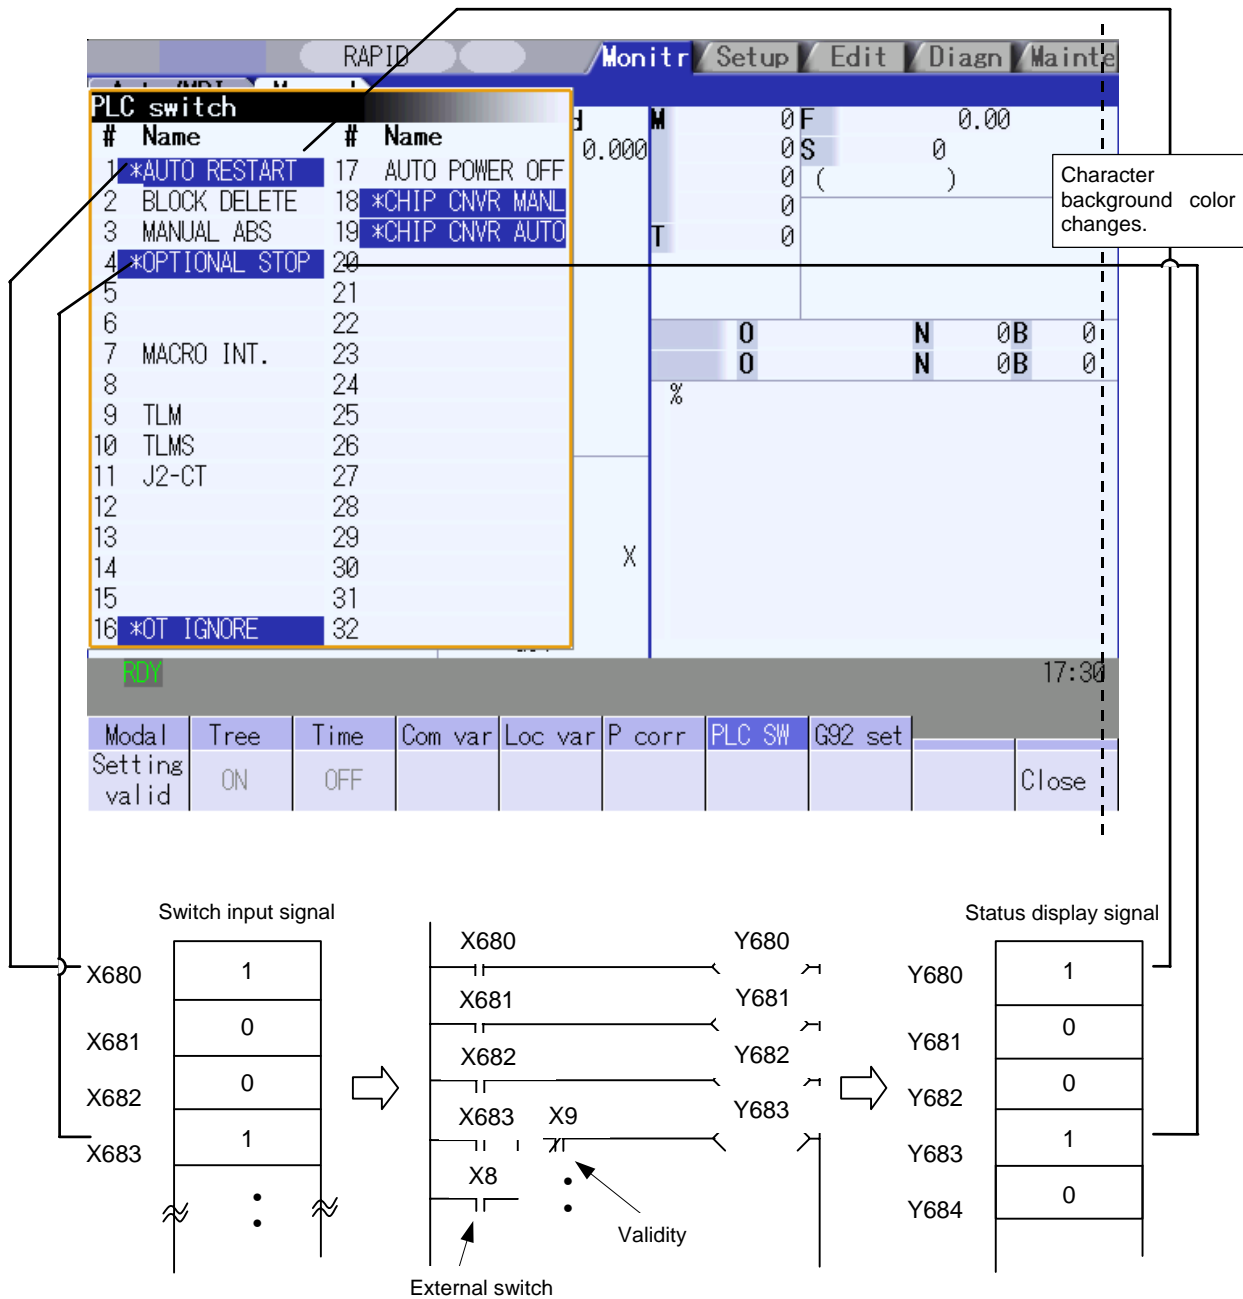 RAPID Monitr Setup Edit Diagn Mainte
PLC switch
# Name # Name
1 *AUTO RESTART 17 AUTO POWER OFF
2 BLOCK DELETE 18 *CHIP CNVR MANL
3 MANUAL ABS 19 *CHIP CNVR AUTO
4 *OPTIONAL STOP 20
5 21
6 22
7 MACRO INT. 23
8 24
9 TLM 25
10 TLMS 26
11 J2-CT 27
12 28
13 29
14 30
15 31
16 *OT IGNORE 32
d
0.000
X
M 0 F 0.00
0 S 0
0 ( )
0
T 0
O N 0 B 0
O N 0 B 0
%
Character
background color
changes.
RDY 17:30
Modal Tree Time Com var Loc var P corr PLC SW G92 set
Setting
valid
ON OFF Close
Switch input signal
X680 1
X681 0
X682 0
X683 1
X680 Y680
X681 Y681
X682 Y682
X683 X9 Y683
X8
Validity
External switch
Status display signal
Y680 1
Y681 0
Y682 0
Y683 1
Y684 0